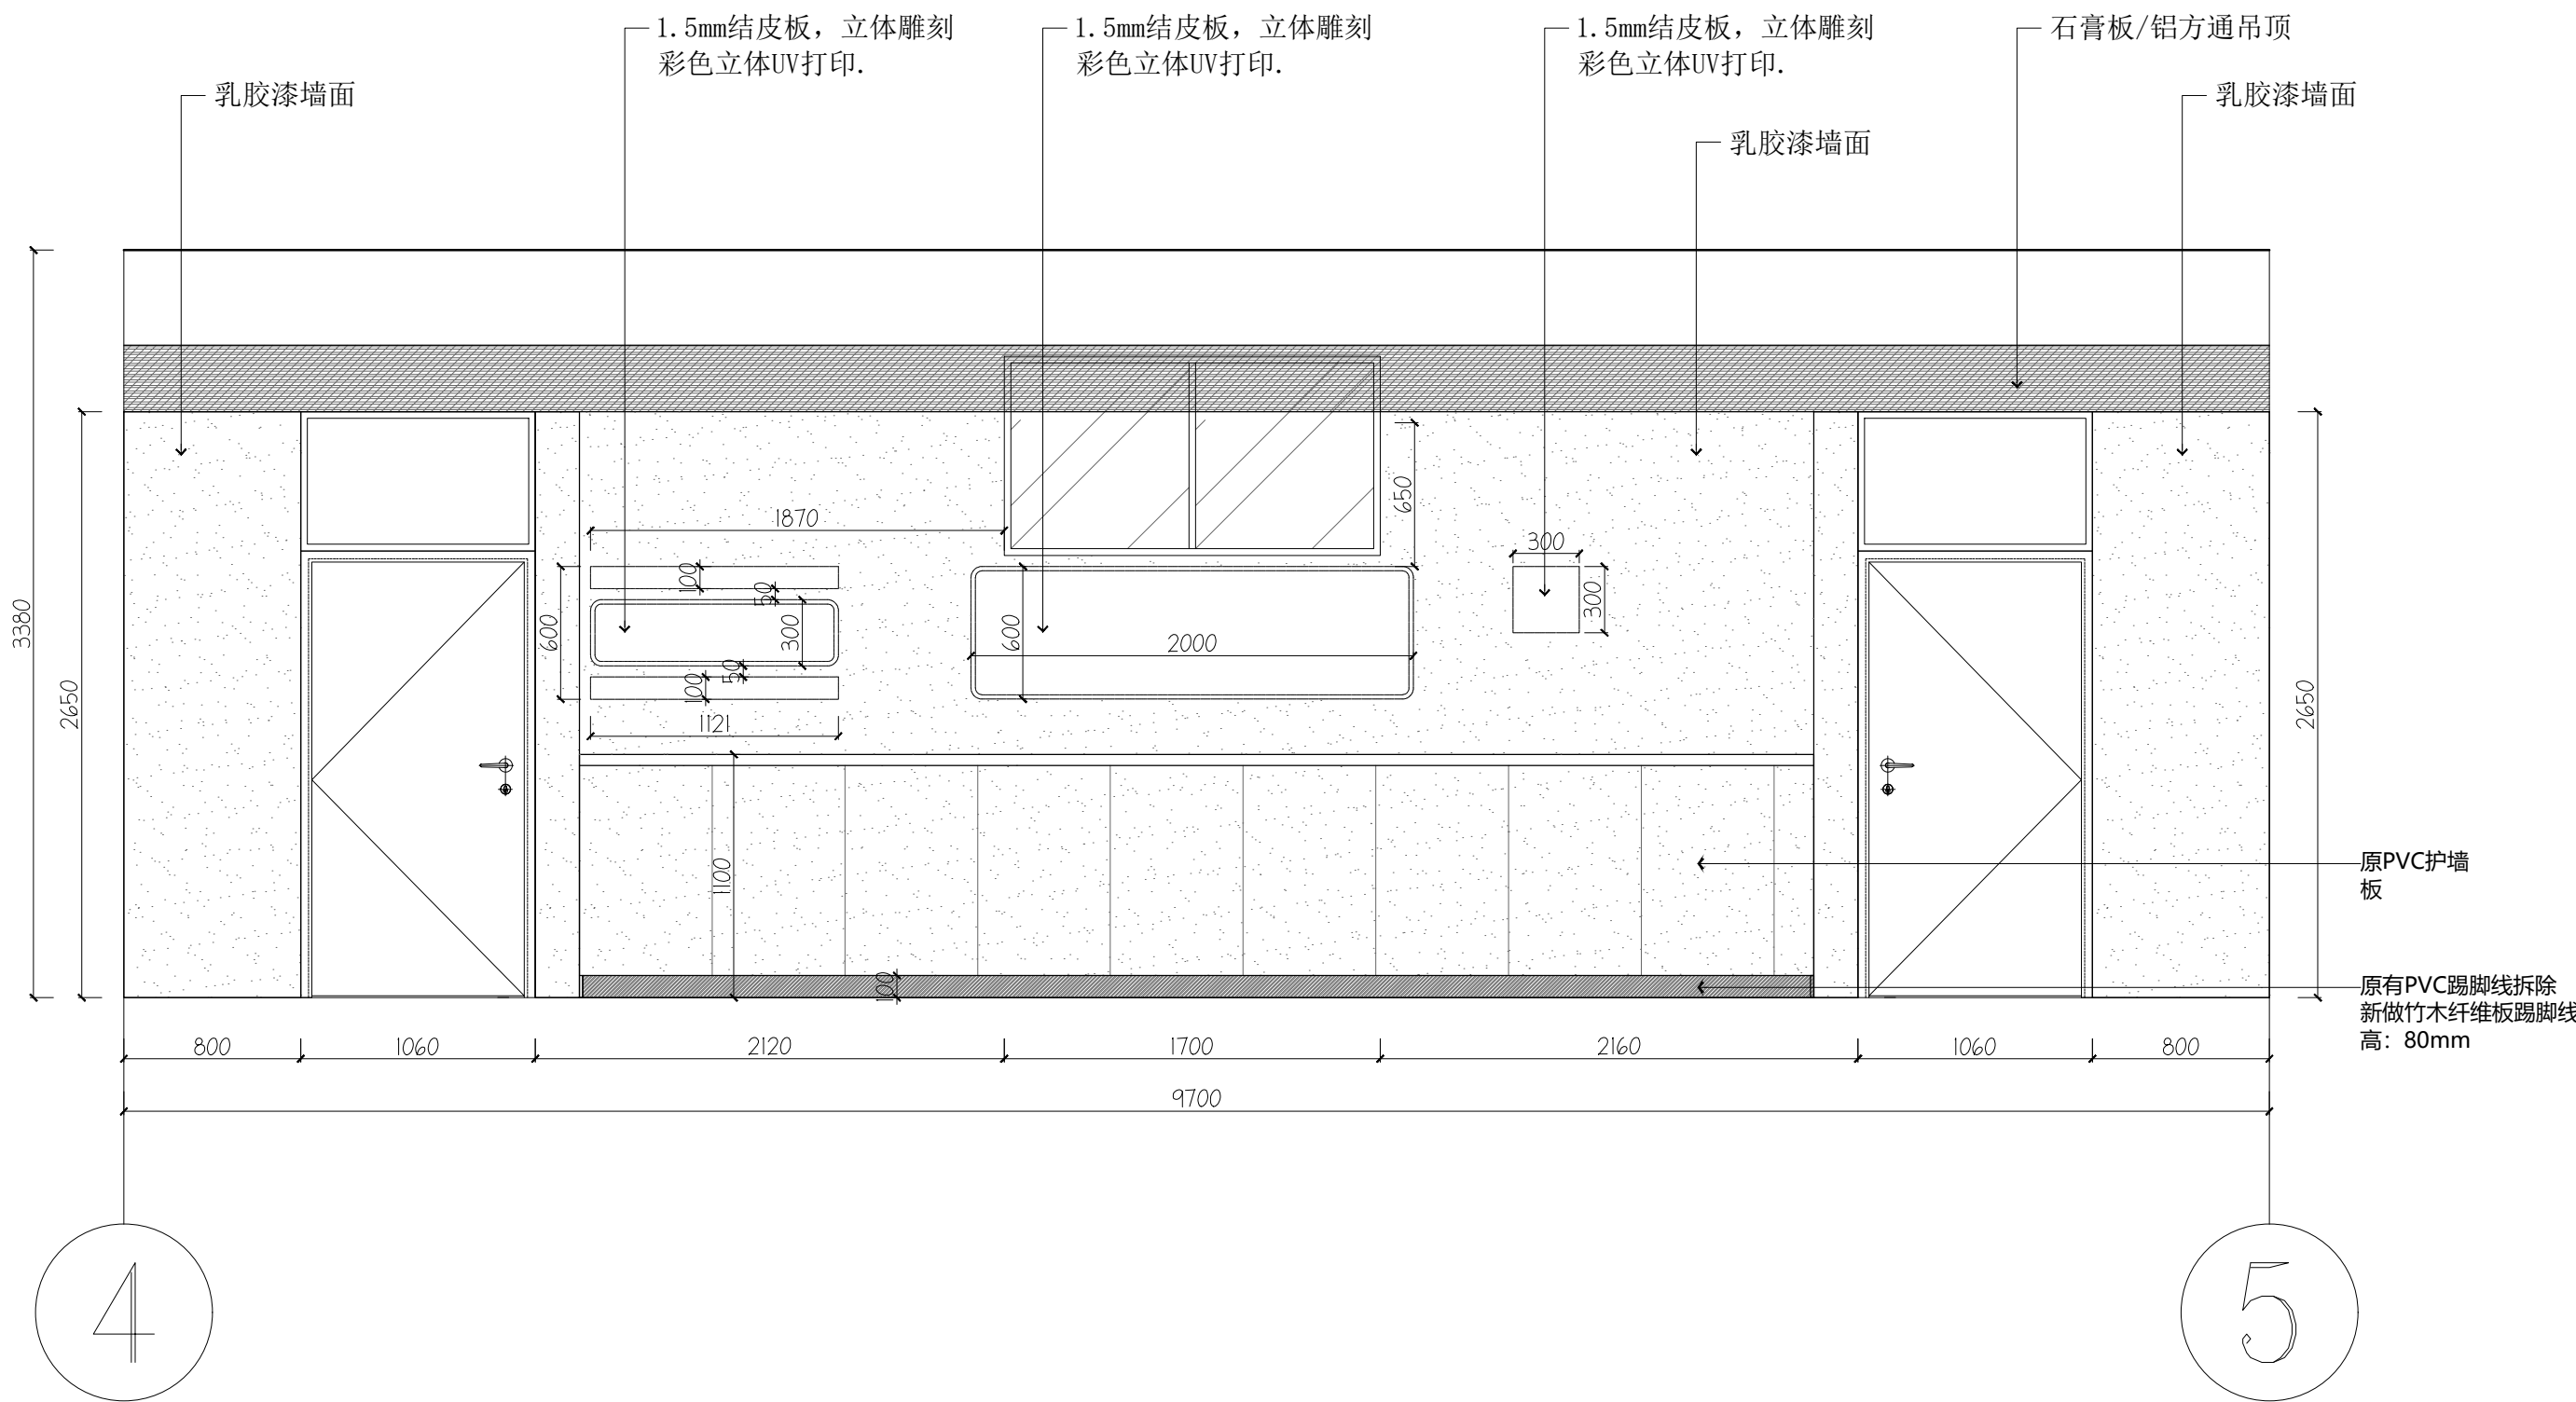 1.5mm结皮板，立体雕刻
彩色立体UV打印.
1.5mm结皮板，立体雕刻
彩色立体UV打印.
1.5mm结皮板，立体雕刻
彩色立体UV打印.
石膏板/铝方通吊顶
乳胶漆墙面
乳胶漆墙面
乳胶漆墙面
3380
2650
1870
100
50
600
300
50
100
1121
600
2000
650
300
300
2650
1100
100
原PVC护墙
板
原有PVC踢脚线拆除
新做竹木纤维板踢脚线
高：80mm
800
1060
2120
1700
2160
1060
800
9700
4
5